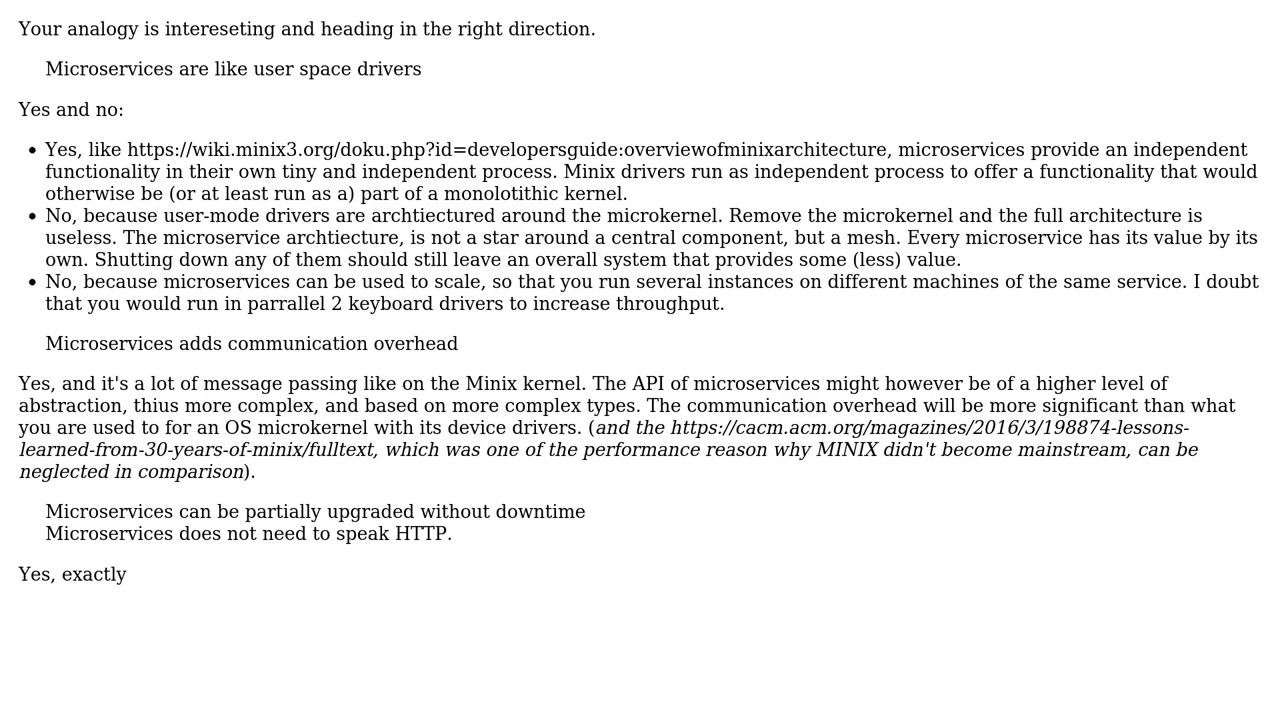 Your analogy is intereseting and heading in the right direction.
Microservices are like user space drivers
Yes and no:
• Yes, like https://wiki.minix3.org/doku.php?id=developersguide:overviewofminixarchitecture, microservices provide an independent
functionality in their own tiny and independent process. Minix drivers run as independent process to offer a functionality that would
otherwise be (or at least run as a) part of a monolotithic kernel.
• No, because user-mode drivers are archtiectured around the microkernel. Remove the microkernel and the full architecture is
useless. The microservice archtiecture, is not a star around a central component, but a mesh. Every microservice has its value by its
own. Shutting down any of them should still leave an overall system that provides some (less) value.
• No, because microservices can be used to scale, so that you run several instances on different machines of the same service. I doubt
that you would run in parrallel 2 keyboard drivers to increase throughput.
Microservices adds communication overhead
Yes, and it's a lot of message passing like on the Minix kernel. The API of microservices might however be of a higher level of
abstraction, thius more complex, and based on more complex types. The communication overhead will be more significant than what
you are used to for an OS microkernel with its device drivers. (and the https://cacm.acm.org/magazines/2016/3/198874-lessons-
learned-from-30-years-of-minix/fulltext, which was one of the performance reason why MINIX didn't become mainstream, can be
neglected in comparison).
Microservices can be partially upgraded without downtime
Microservices does not need to speak HTTP.
Yes, exactly